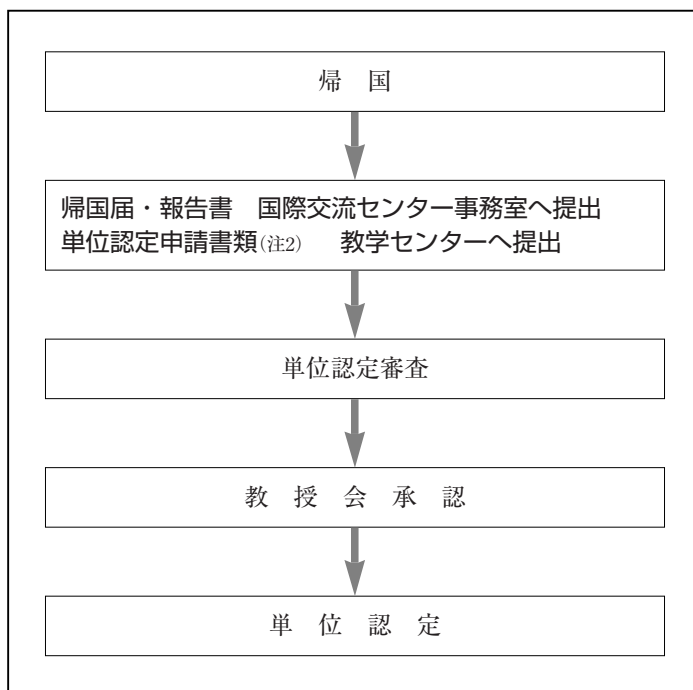 帰　国
帰国届・報告書　国際交流センター事務室へ提出
単位認定申請書類(注2)　教学センターへ提出
単位認定審査
教　授　会　承　認
単　位　認　定